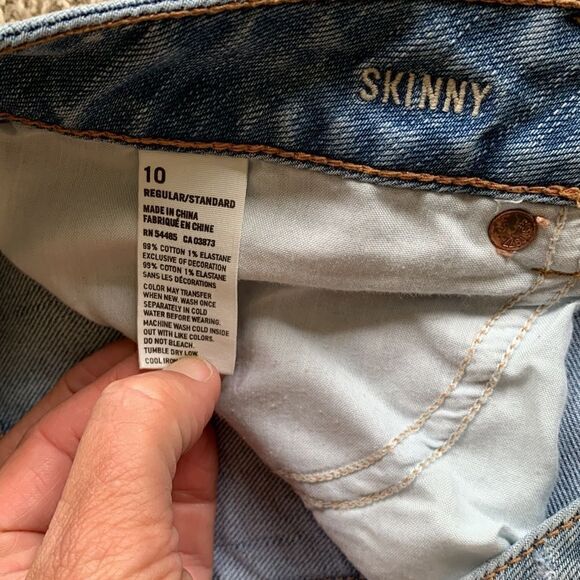 SKINNY
10
REGULAR/STANDARD
MADE IN CHINA
FABRIQUÉ EN CHINE
RN 54485 CA 03873
99% COTTON 1% ELASTANE
EXCLUSIVE OF DECORATION
99% COTON 1% ELASTANE
SANS LES DÉCORATIONS
COLOR MAY TRANSFER
WHEN NEW, WASH ONCE
SEPARATELY IN COLD
WATER BEFORE WEARING.
MACHINE WASH COLD INSIDE
OUT WITH LIKE COLORS.
DO NOT BLEACH.
TUMBLE DRY LOW.
COOL IRON